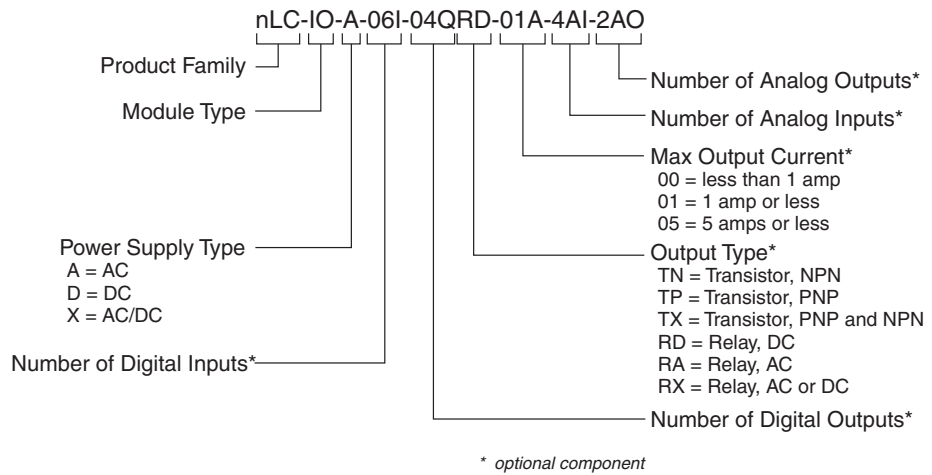 nLC-IO-A-06I-04QRD-01A-4AI-2AO
Product Family
Module Type
Power Supply Type
A = AC
D = DC
X = AC/DC
Number of Digital Inputs*
Number of Analog Outputs*
Number of Analog Inputs*
Max Output Current*
00 = less than 1 amp
01 = 1 amp or less
05 = 5 amps or less
Output Type*
TN = Transistor, NPN
TP = Transistor, PNP
TX = Transistor, PNP and NPN
RD = Relay, DC
RA = Relay, AC
RX = Relay, AC or DC
Number of Digital Outputs*
* optional component